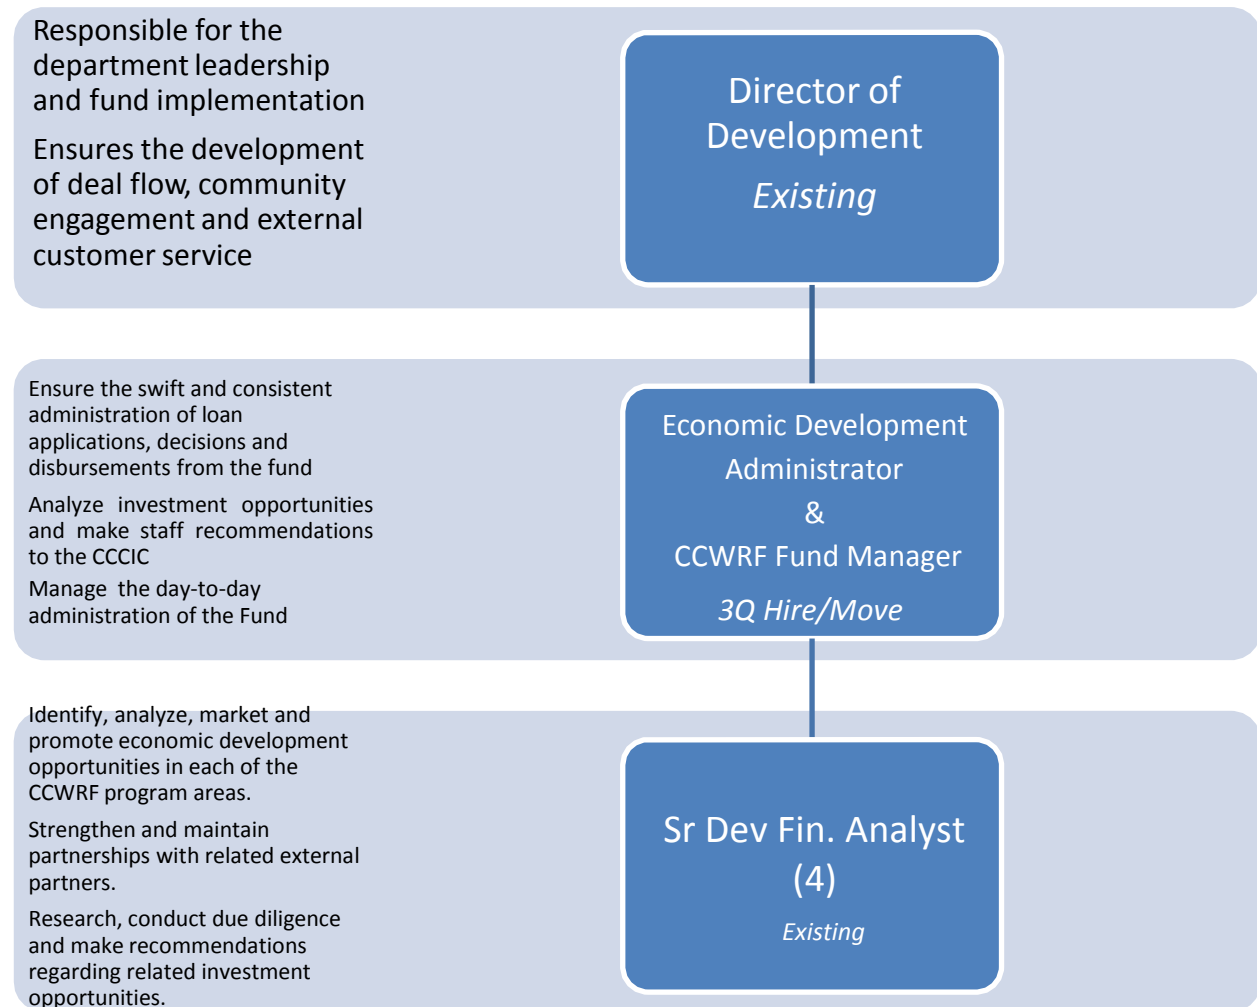 Responsible for the
department leadership
and fund implementation
Ensures the development
of deal flow, community
engagement and external
customer service
Director of
Development
Existing
Ensure the swift and consistent
administration of loan
applications, decisions and
disbursements from the fund
Analyze investment opportunities
and make staff recommendations
to the CCCIC
Manage the day-to-day
administration of the Fund
Economic Development
Administrator
&
CCWRF Fund Manager
3Q Hire/Move
Identify, analyze, market and
promote economic development
opportunities in each of the
CCWRF program areas.
Strengthen and maintain
partnerships with related external
partners.
Research, conduct due diligence
and make recommendations
regarding related investment
opportunities.
Sr Dev Fin. Analyst
(4)
Existing